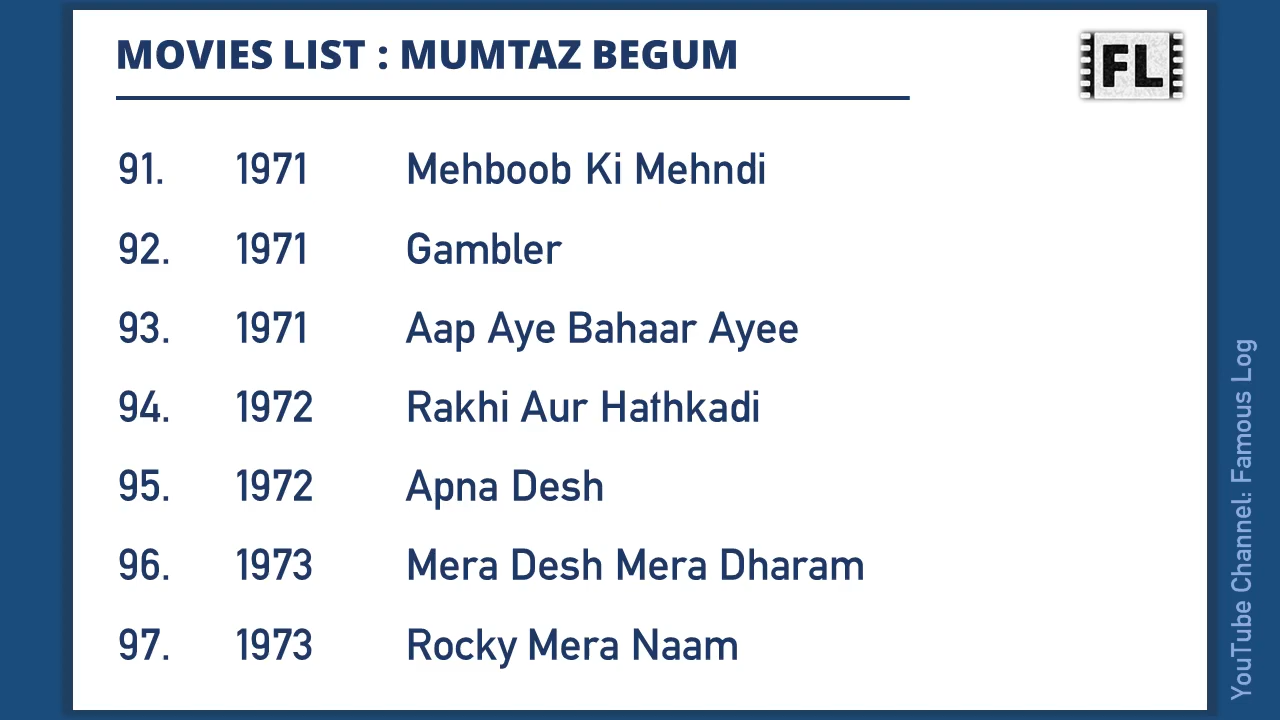 MOVIES LIST : MUMTAZ BEGUM
FL
91. 1971 Mehboob Ki Mehndi
92. 1971 Gambler
93. 1971 Aap Aye Bahaar Ayee
94. 1972 Rakhi Aur Hathkadi
95. 1972 Apna Desh
96. 1973 Mera Desh Mera Dharam
97. 1973 Rocky Mera Naam
YouTube Channel: Famous Log